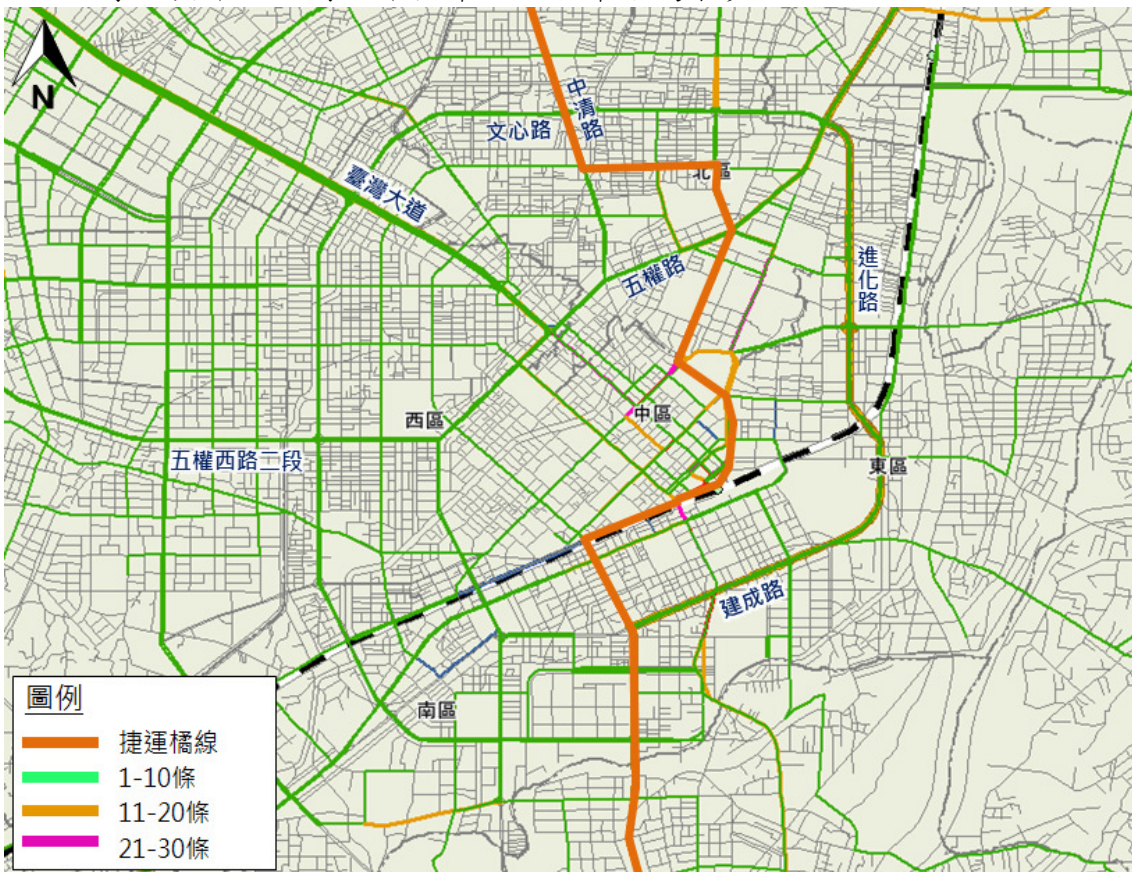 N
中清路
文心路
北區
臺灣大道
進化路
五權路
中區
西區
五權西路二段
東區
建成路
南區
圖例
捷運橘線
1-10條
11-20條
21-30條